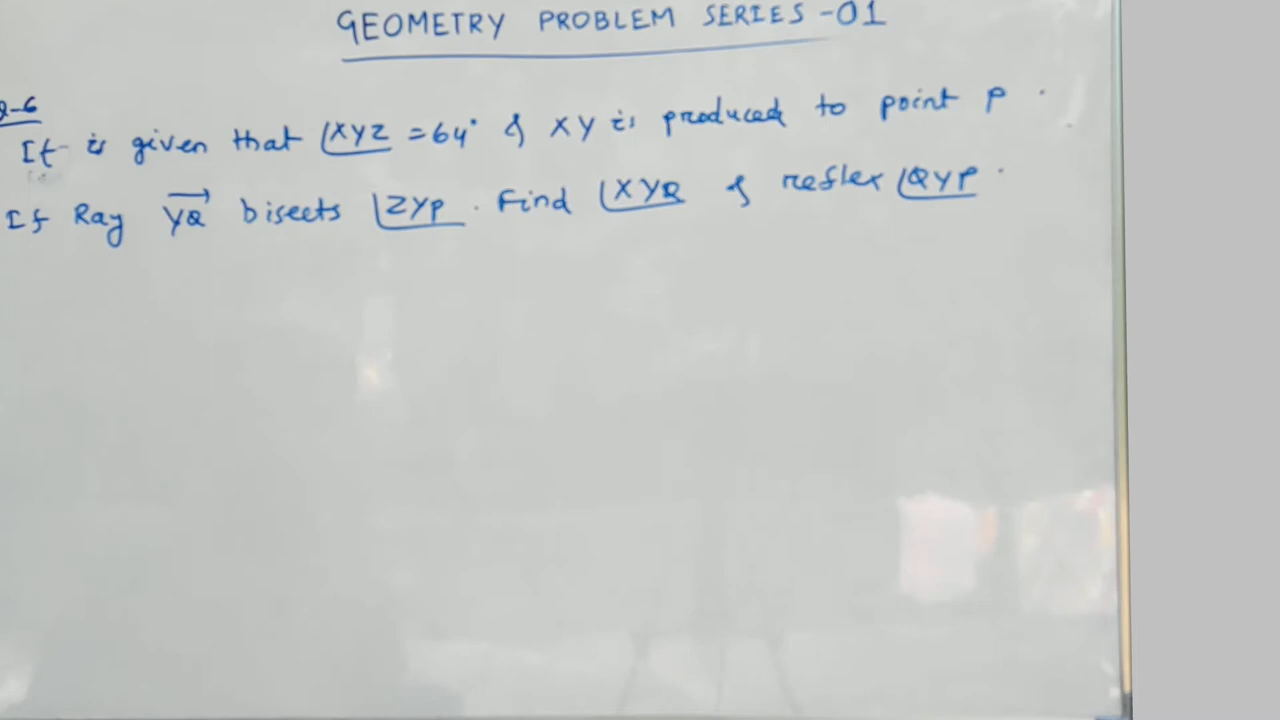 GEOMETRY PROBLEM SERIES -01
Q-6
It is given that ∠XYZ = 64° & XY is produced to point P.
If Ray YQ bisects ∠ZYP. Find ∠XYQ & reflex ∠QYP.